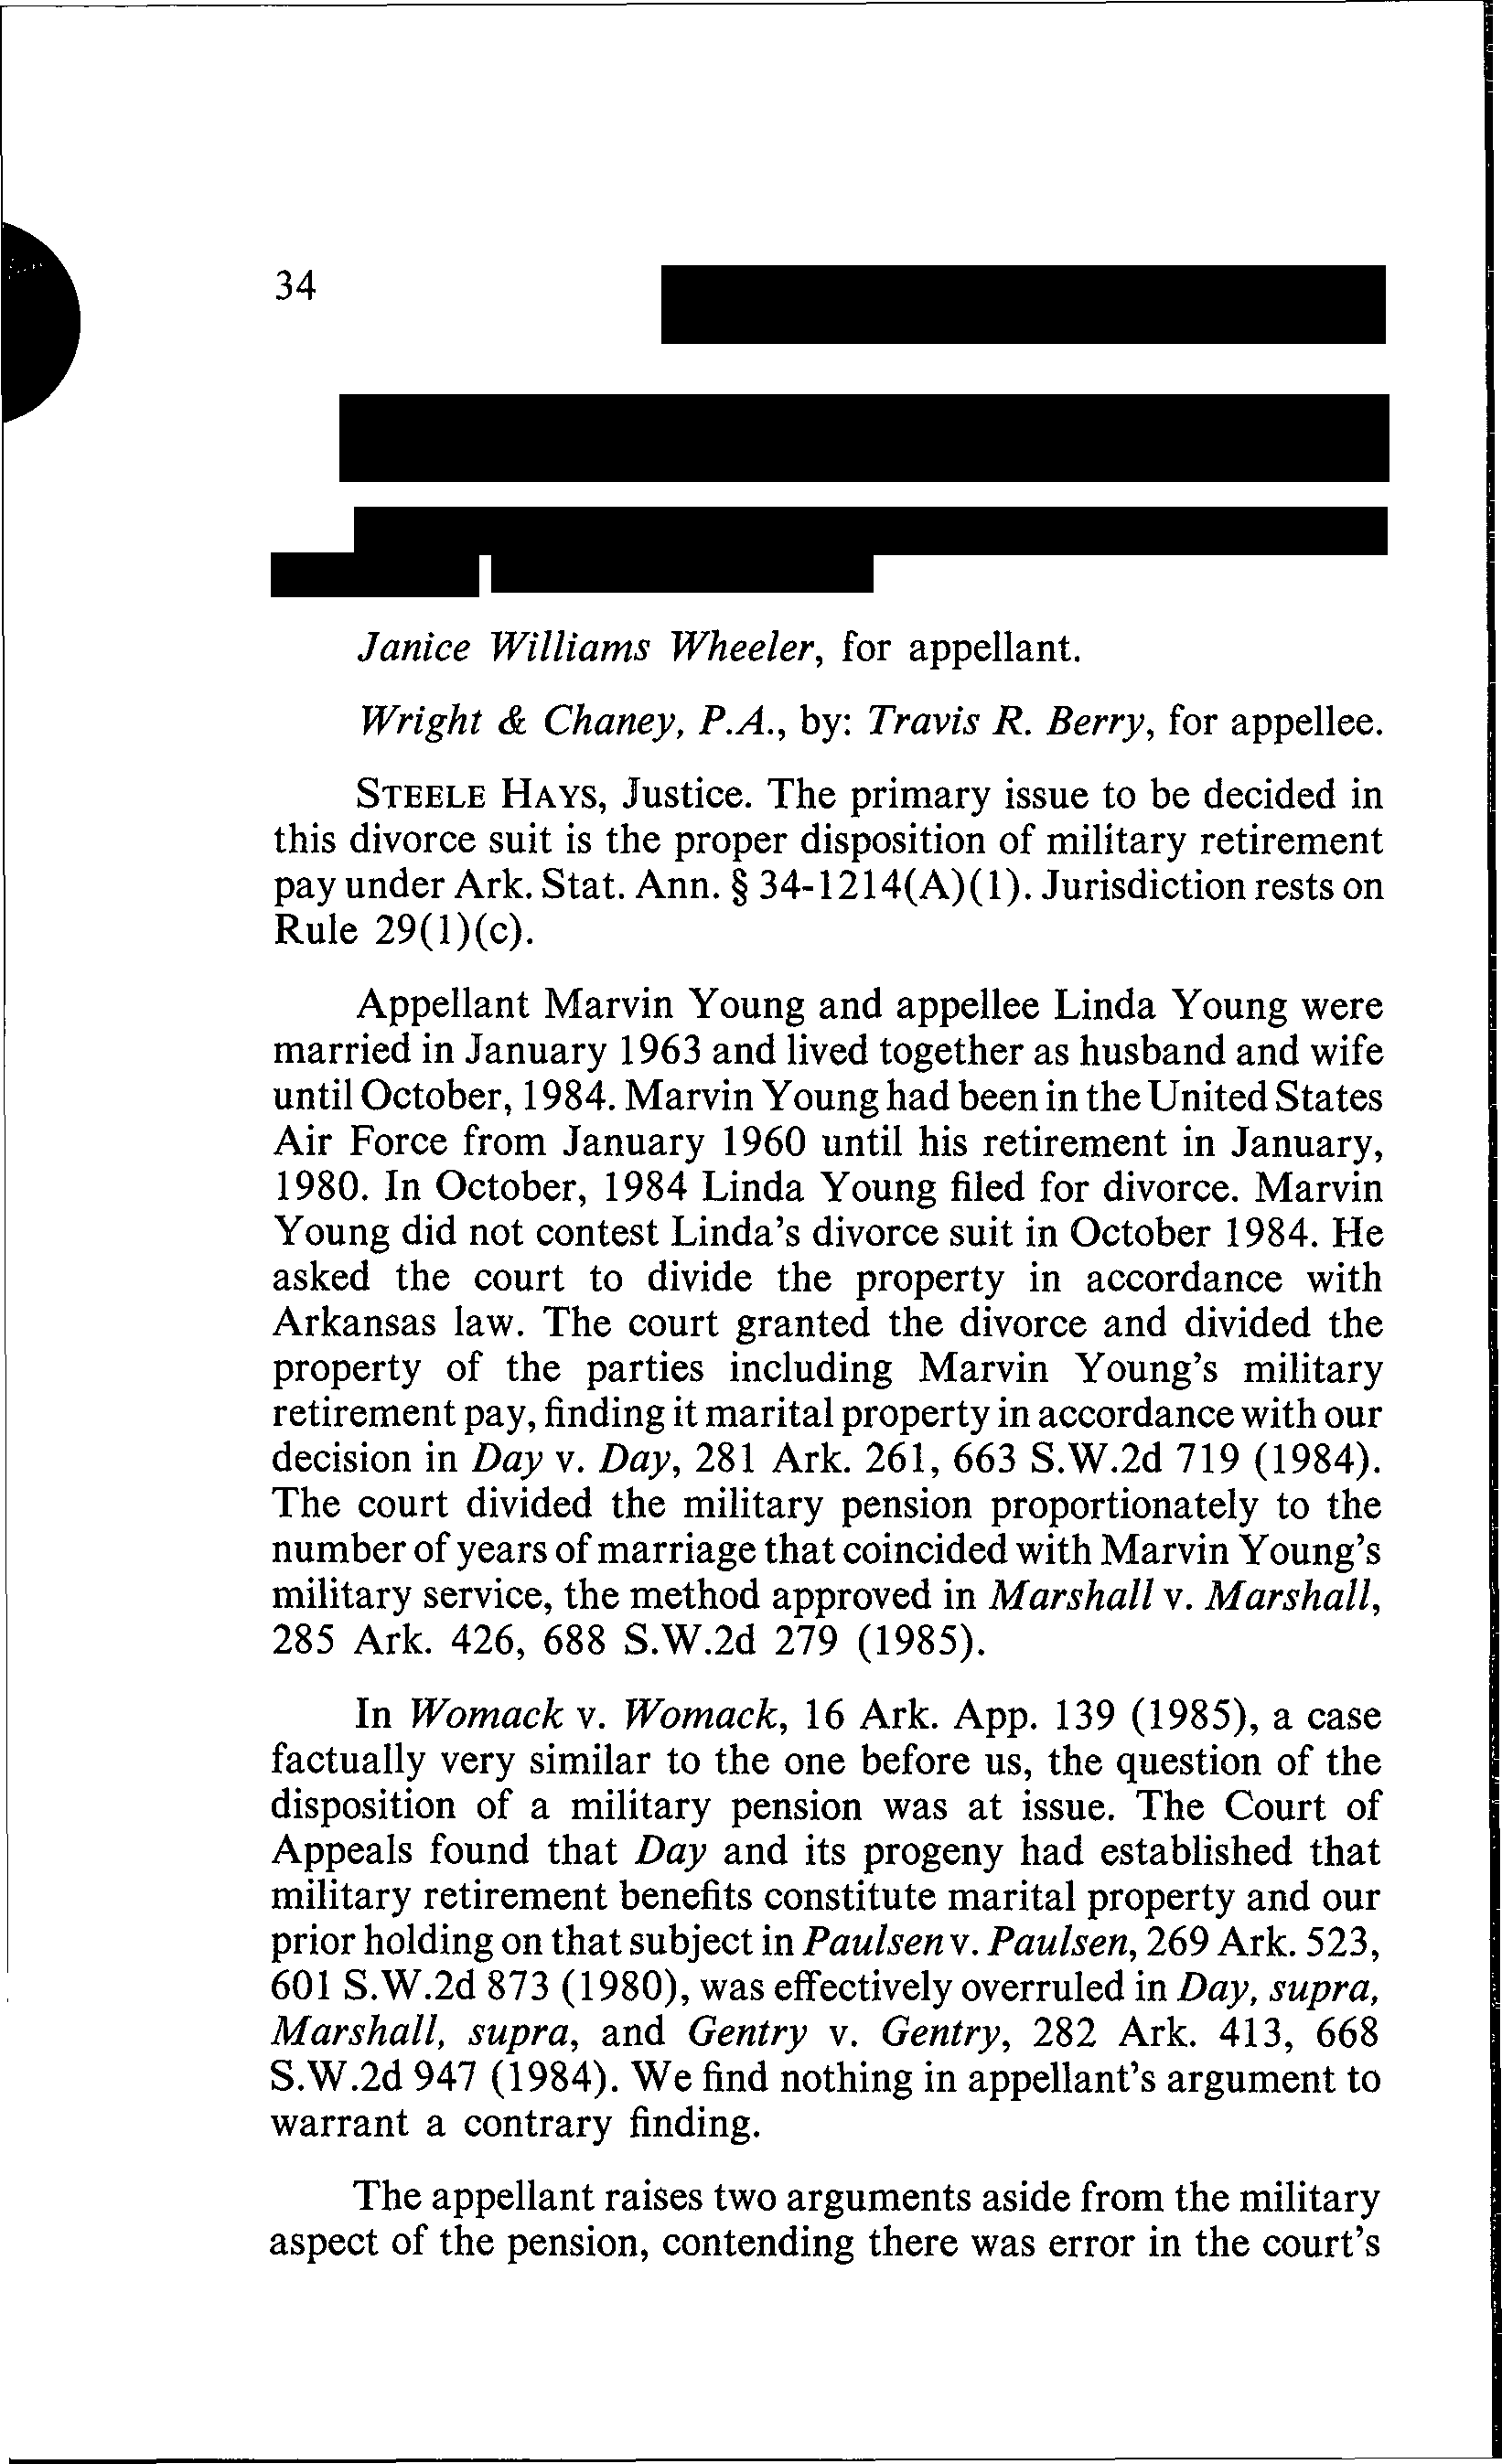 34
Janice Williams Wheeler, for appellant.
Wright & Chaney, P.A., by: Travis R. Berry, for appellee.
STEELE HAYS, Justice. The primary issue to be decided in
this divorce suit is the proper disposition of military retirement
pay under Ark. Stat. Ann. § 34-1214(A)(1). Jurisdiction rests on
Rule 29(1)(c).
Appellant Marvin Young and appellee Linda Young were
married in January 1963 and lived together as husband and wife
until October, 1984. Marvin Young had been in the United States
Air Force from January 1960 until his retirement in January,
1980. In October, 1984 Linda Young filed for divorce. Marvin
Young did not contest Linda's divorce suit in October 1984. He
asked the court to divide the property in accordance with
Arkansas law. The court granted the divorce and divided the
property of the parties including Marvin Young's military
retirement pay, finding it marital property in accordance with our
decision in Day v. Day, 281 Ark. 261, 663 S.W.2d 719 (1984).
The court divided the military pension proportionately to the
number of years of marriage that coincided with Marvin Young's
military service, the method approved in Marshall v. Marshall,
285 Ark. 426, 688 S.W.2d 279 (1985).
In Womack v. Womack, 16 Ark. App. 139 (1985), a case
factually very similar to the one before us, the question of the
disposition of a military pension was at issue. The Court of
Appeals found that Day and its progeny had established that
military retirement benefits constitute marital property and our
prior holding on that subject in Paulsen v. Paulsen, 269 Ark. 523,
601 S.W.2d 873 (1980), was effectively overruled in Day, supra,
Marshall, supra, and Gentry v. Gentry, 282 Ark. 413, 668
S.W.2d 947 (1984). We find nothing in appellant's argument to
warrant a contrary finding.
The appellant raises two arguments aside from the military
aspect of the pension, contending there was error in the court's